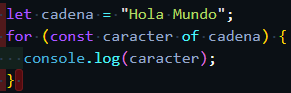 let cadena = "Hola Mundo";
for (const caracter of cadena) {
  console.log(caracter);
}